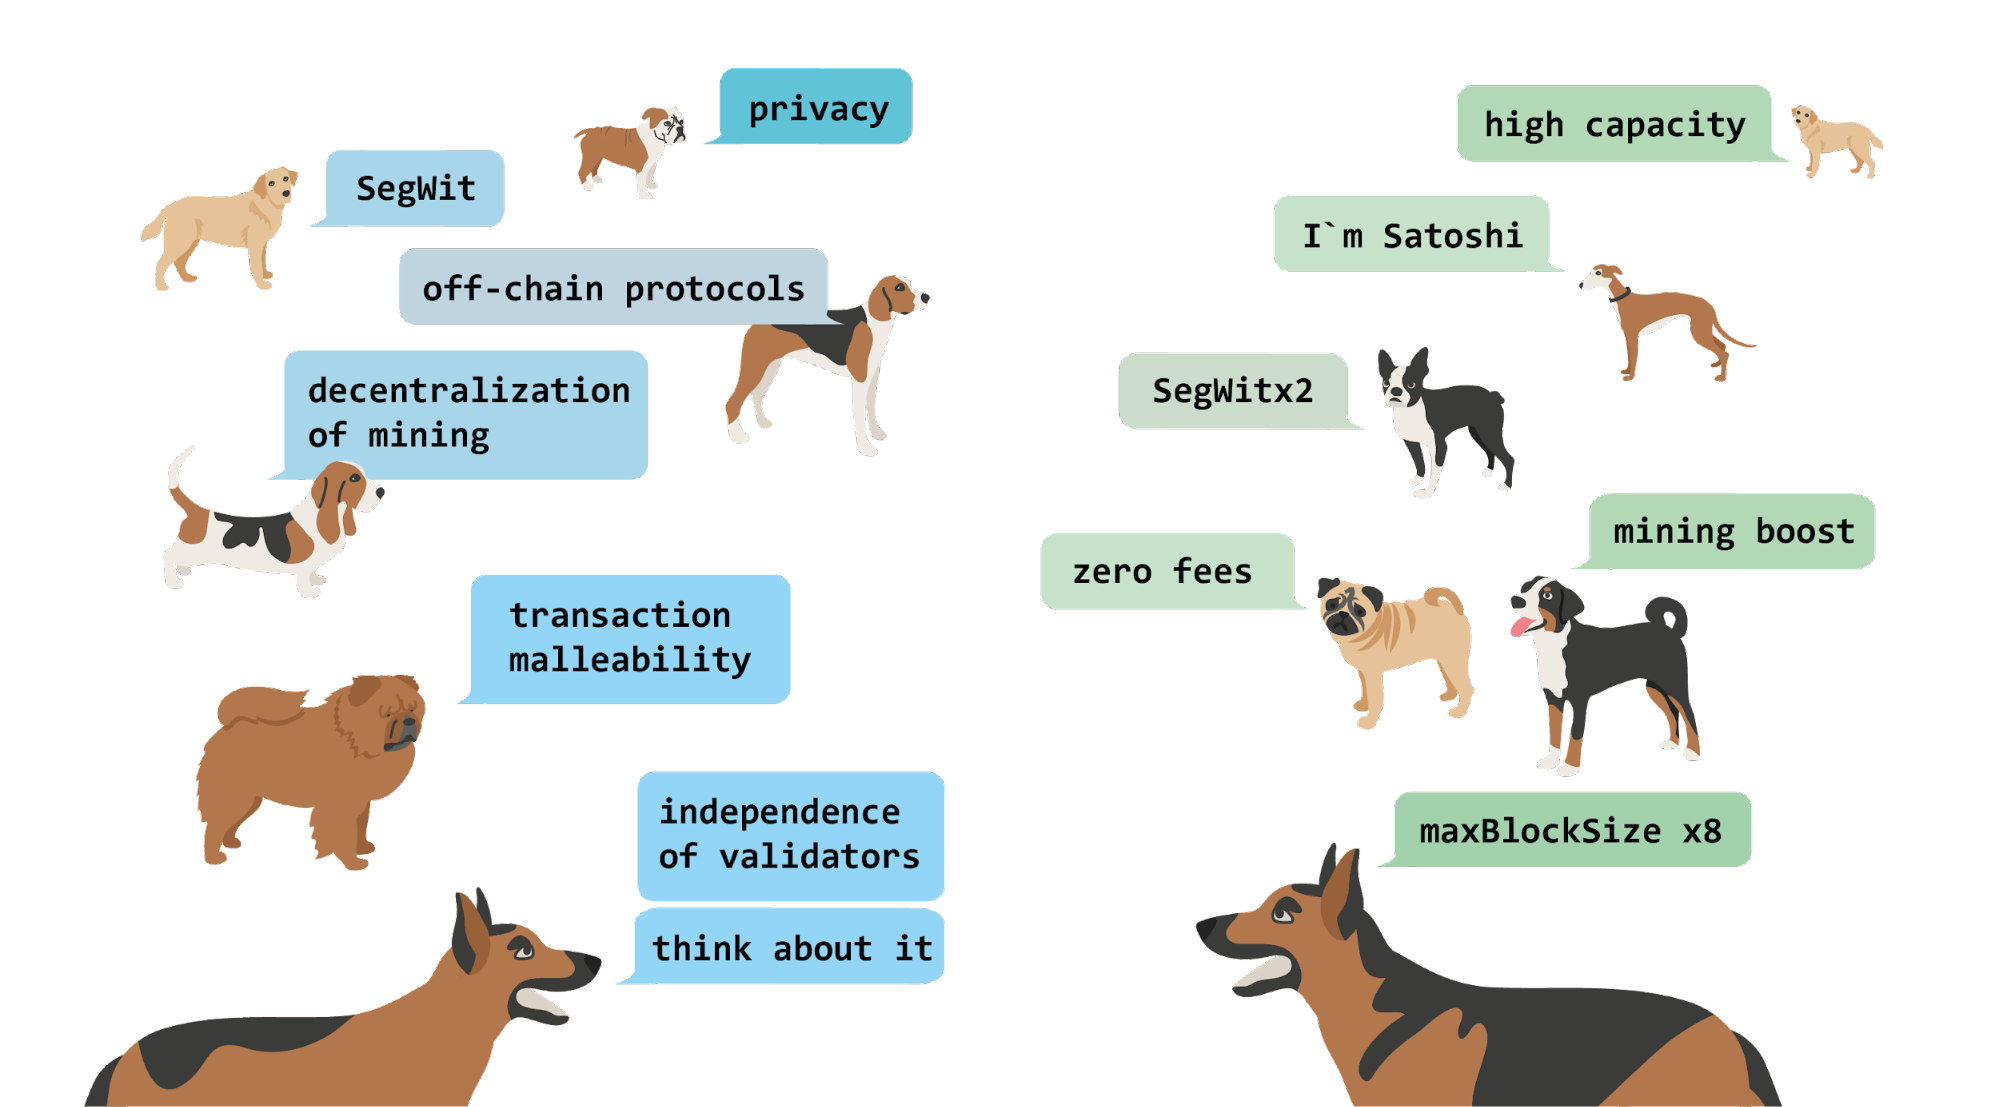 privacy
SegWit
off-chain protocols
decentralization
of mining
transaction
malleability
independence
of validators
think about it
high capacity
I`m Satoshi
SegWitx2
mining boost
zero fees
maxBlockSize x8